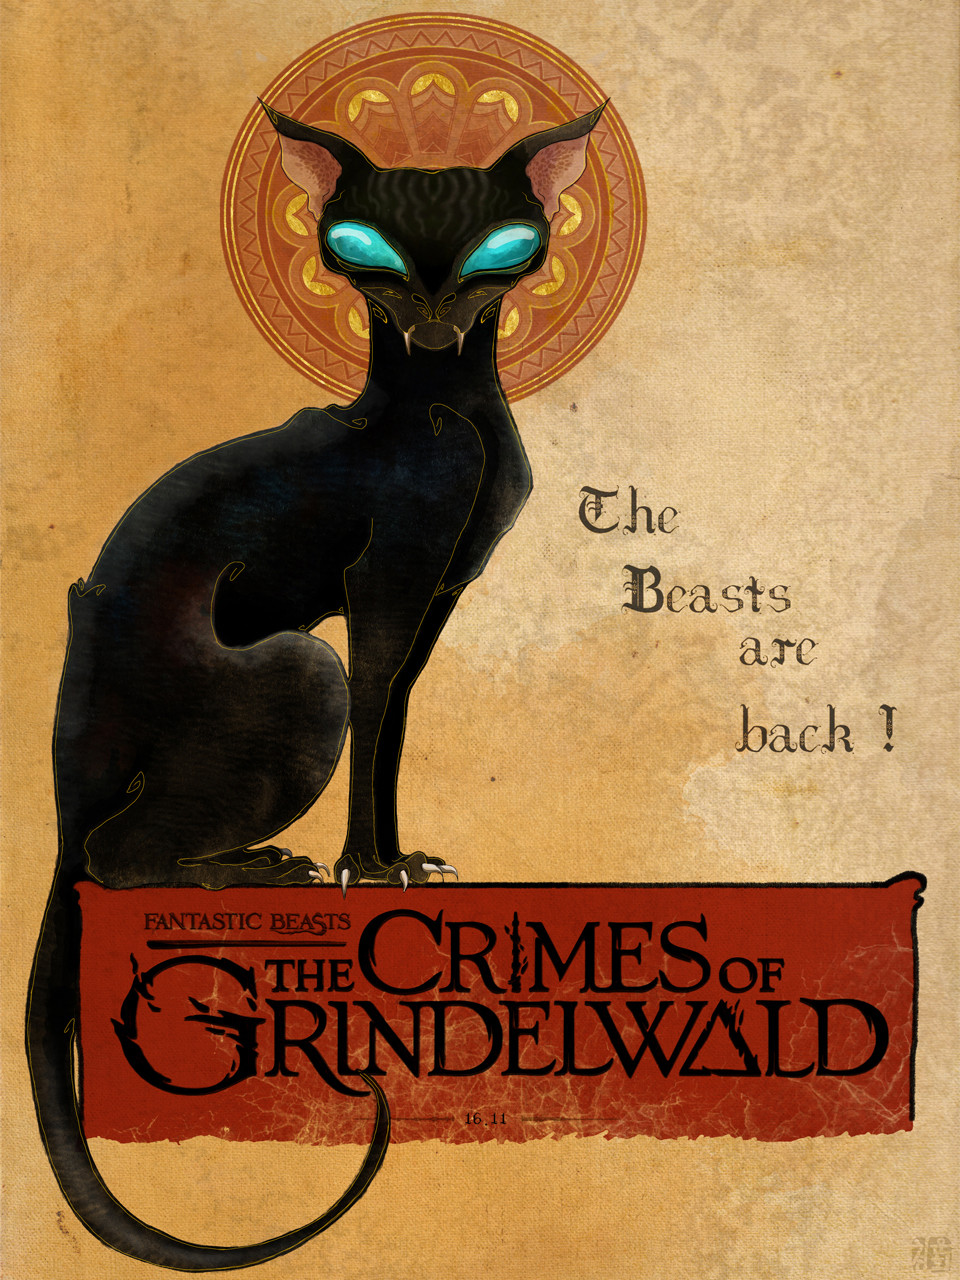 The
Beasts
are
back !
FANTASTIC BEASTS
THE CRIMES OF
GRINDELWALD
16.11